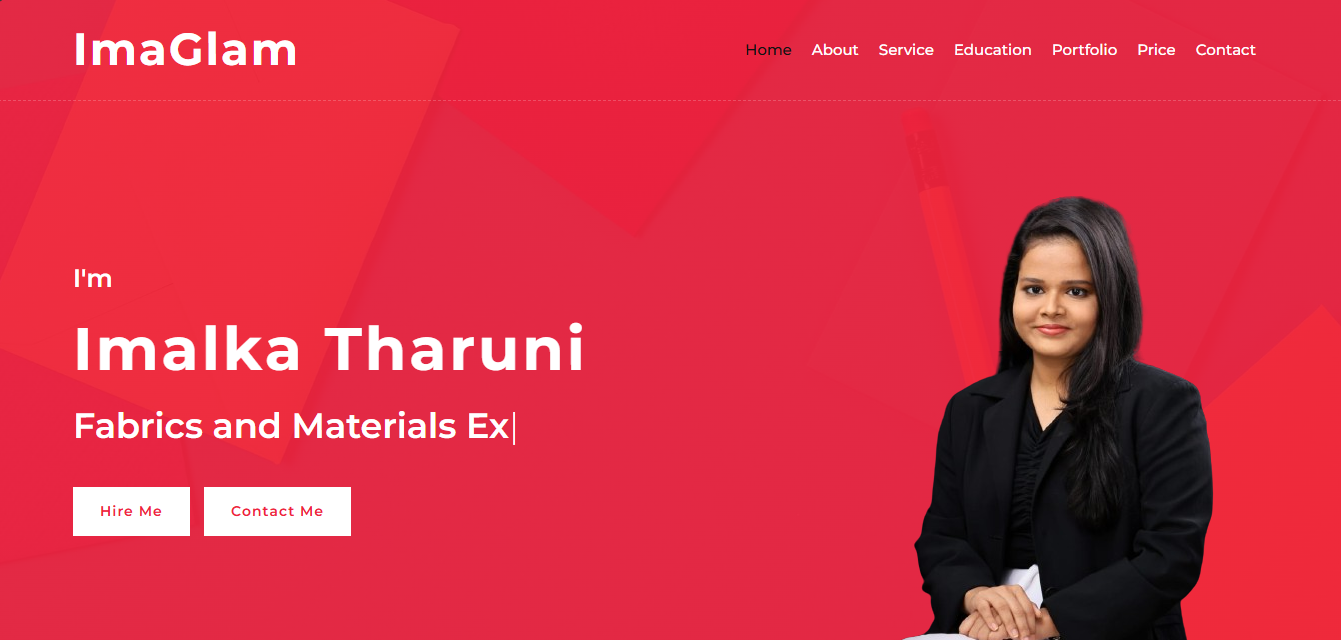 ImaGlam
Home About Service Education Portfolio Price Contact
I'm
Imalka Tharuni
Fabrics and Materials Ex
Hire Me Contact Me